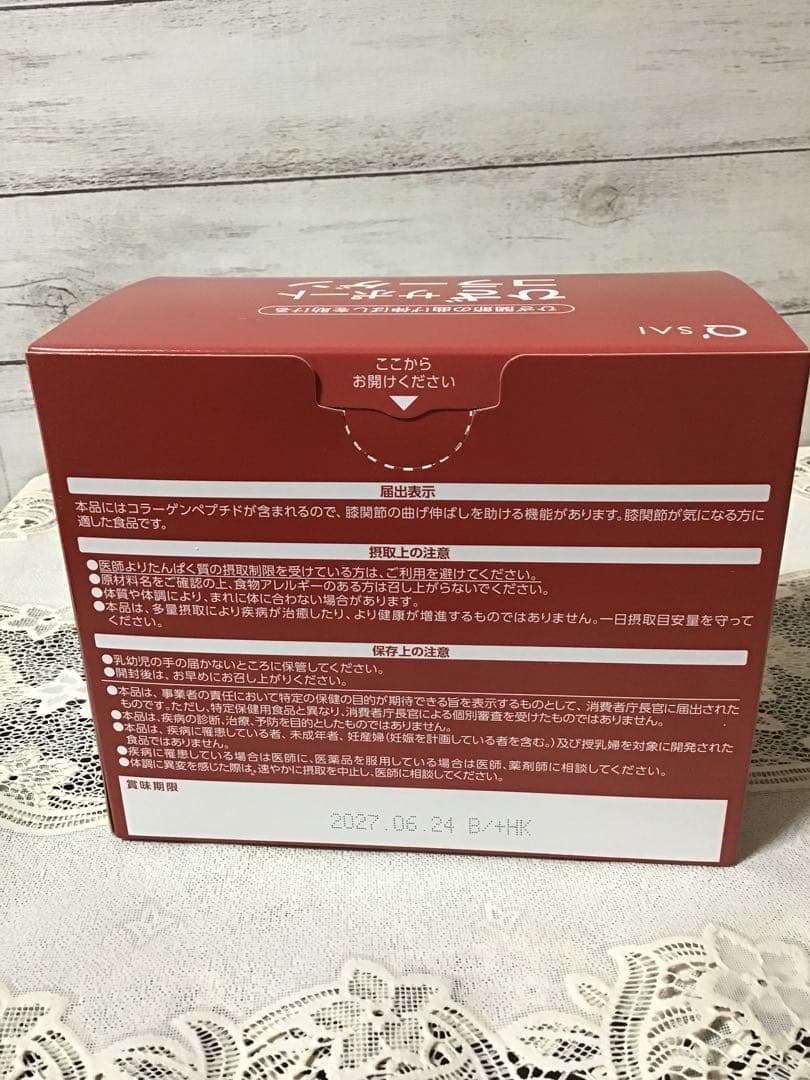 ひざサポート
コラーゲン
ひざ関節の曲げ伸ばしを助ける
Q'SAI
ここから
お開けください
届出表示
本品にはコラーゲンペプチドが含まれるので、膝関節の曲げ伸ばしを助ける機能があります。膝関節が気になる方に
適した食品です。
摂取上の注意
●医師よりたんぱく質の摂取制限を受けている方は、ご利用を避けてください。
●原材料名をご確認の上、食物アレルギーのある方は召し上がらないでください。
●体質や体調により、まれに体に合わない場合があります。
●本品は、多量摂取により疾病が治癒したり、より健康が増進するものではありません。一日摂取目安量を守って
ください。
保存上の注意
●乳幼児の手の届かないところに保管してください。
●開封後は、お早めにお召し上がりください。
●本品は、事業者の責任において特定の保健の目的が期待できる旨を表示するものとして、消費者庁長官に届出された
ものです。ただし、特定保健用食品と異なり、消費者庁長官による個別審査を受けたものではありません。
●本品は、疾病の診断、治療、予防を目的としたものではありません。
●本品は、疾病に罹患している者、未成年者、妊産婦(妊娠を計画している者を含む。)及び授乳婦を対象に開発された
食品ではありません。
●疾病に罹患している場合は医師に、医薬品を服用している場合は医師、薬剤師に相談してください。
●体調に異変を感じた際は、速やかに摂取を中止し、医師に相談してください。
賞味期限
2027.06.24 B/+HK